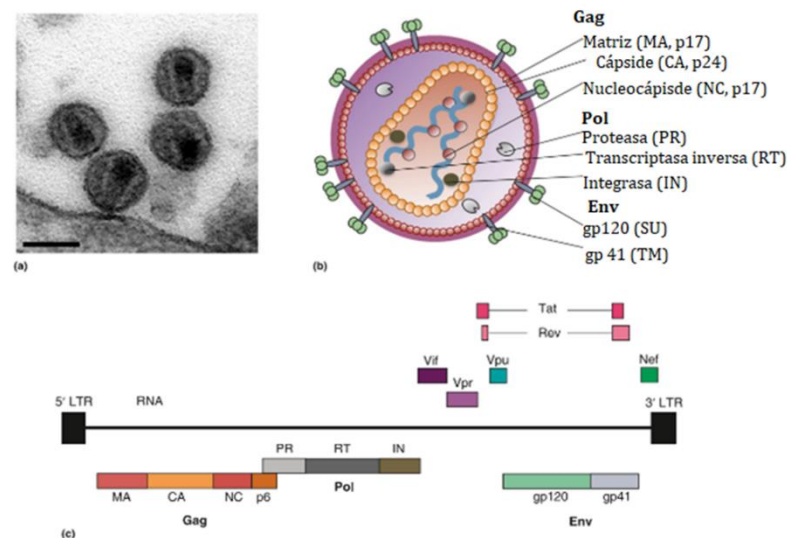 (a)
(b)
Gag
Matriz (MA, p17)
Cápside (CA, p24)
Nucleocápisde (NC, p17)
Pol
Proteasa (PR)
Transcriptasa inversa (RT)
Integrasa (IN)
Env
gp120 (SU)
gp 41 (TM)
Tat
Rev
Vif
Vpu
Nef
Vpr
5' LTR
RNA
3' LTR
PR
RT
IN
MA
CA
NC
p6
Pol
gp120
gp41
Gag
Env
(c)